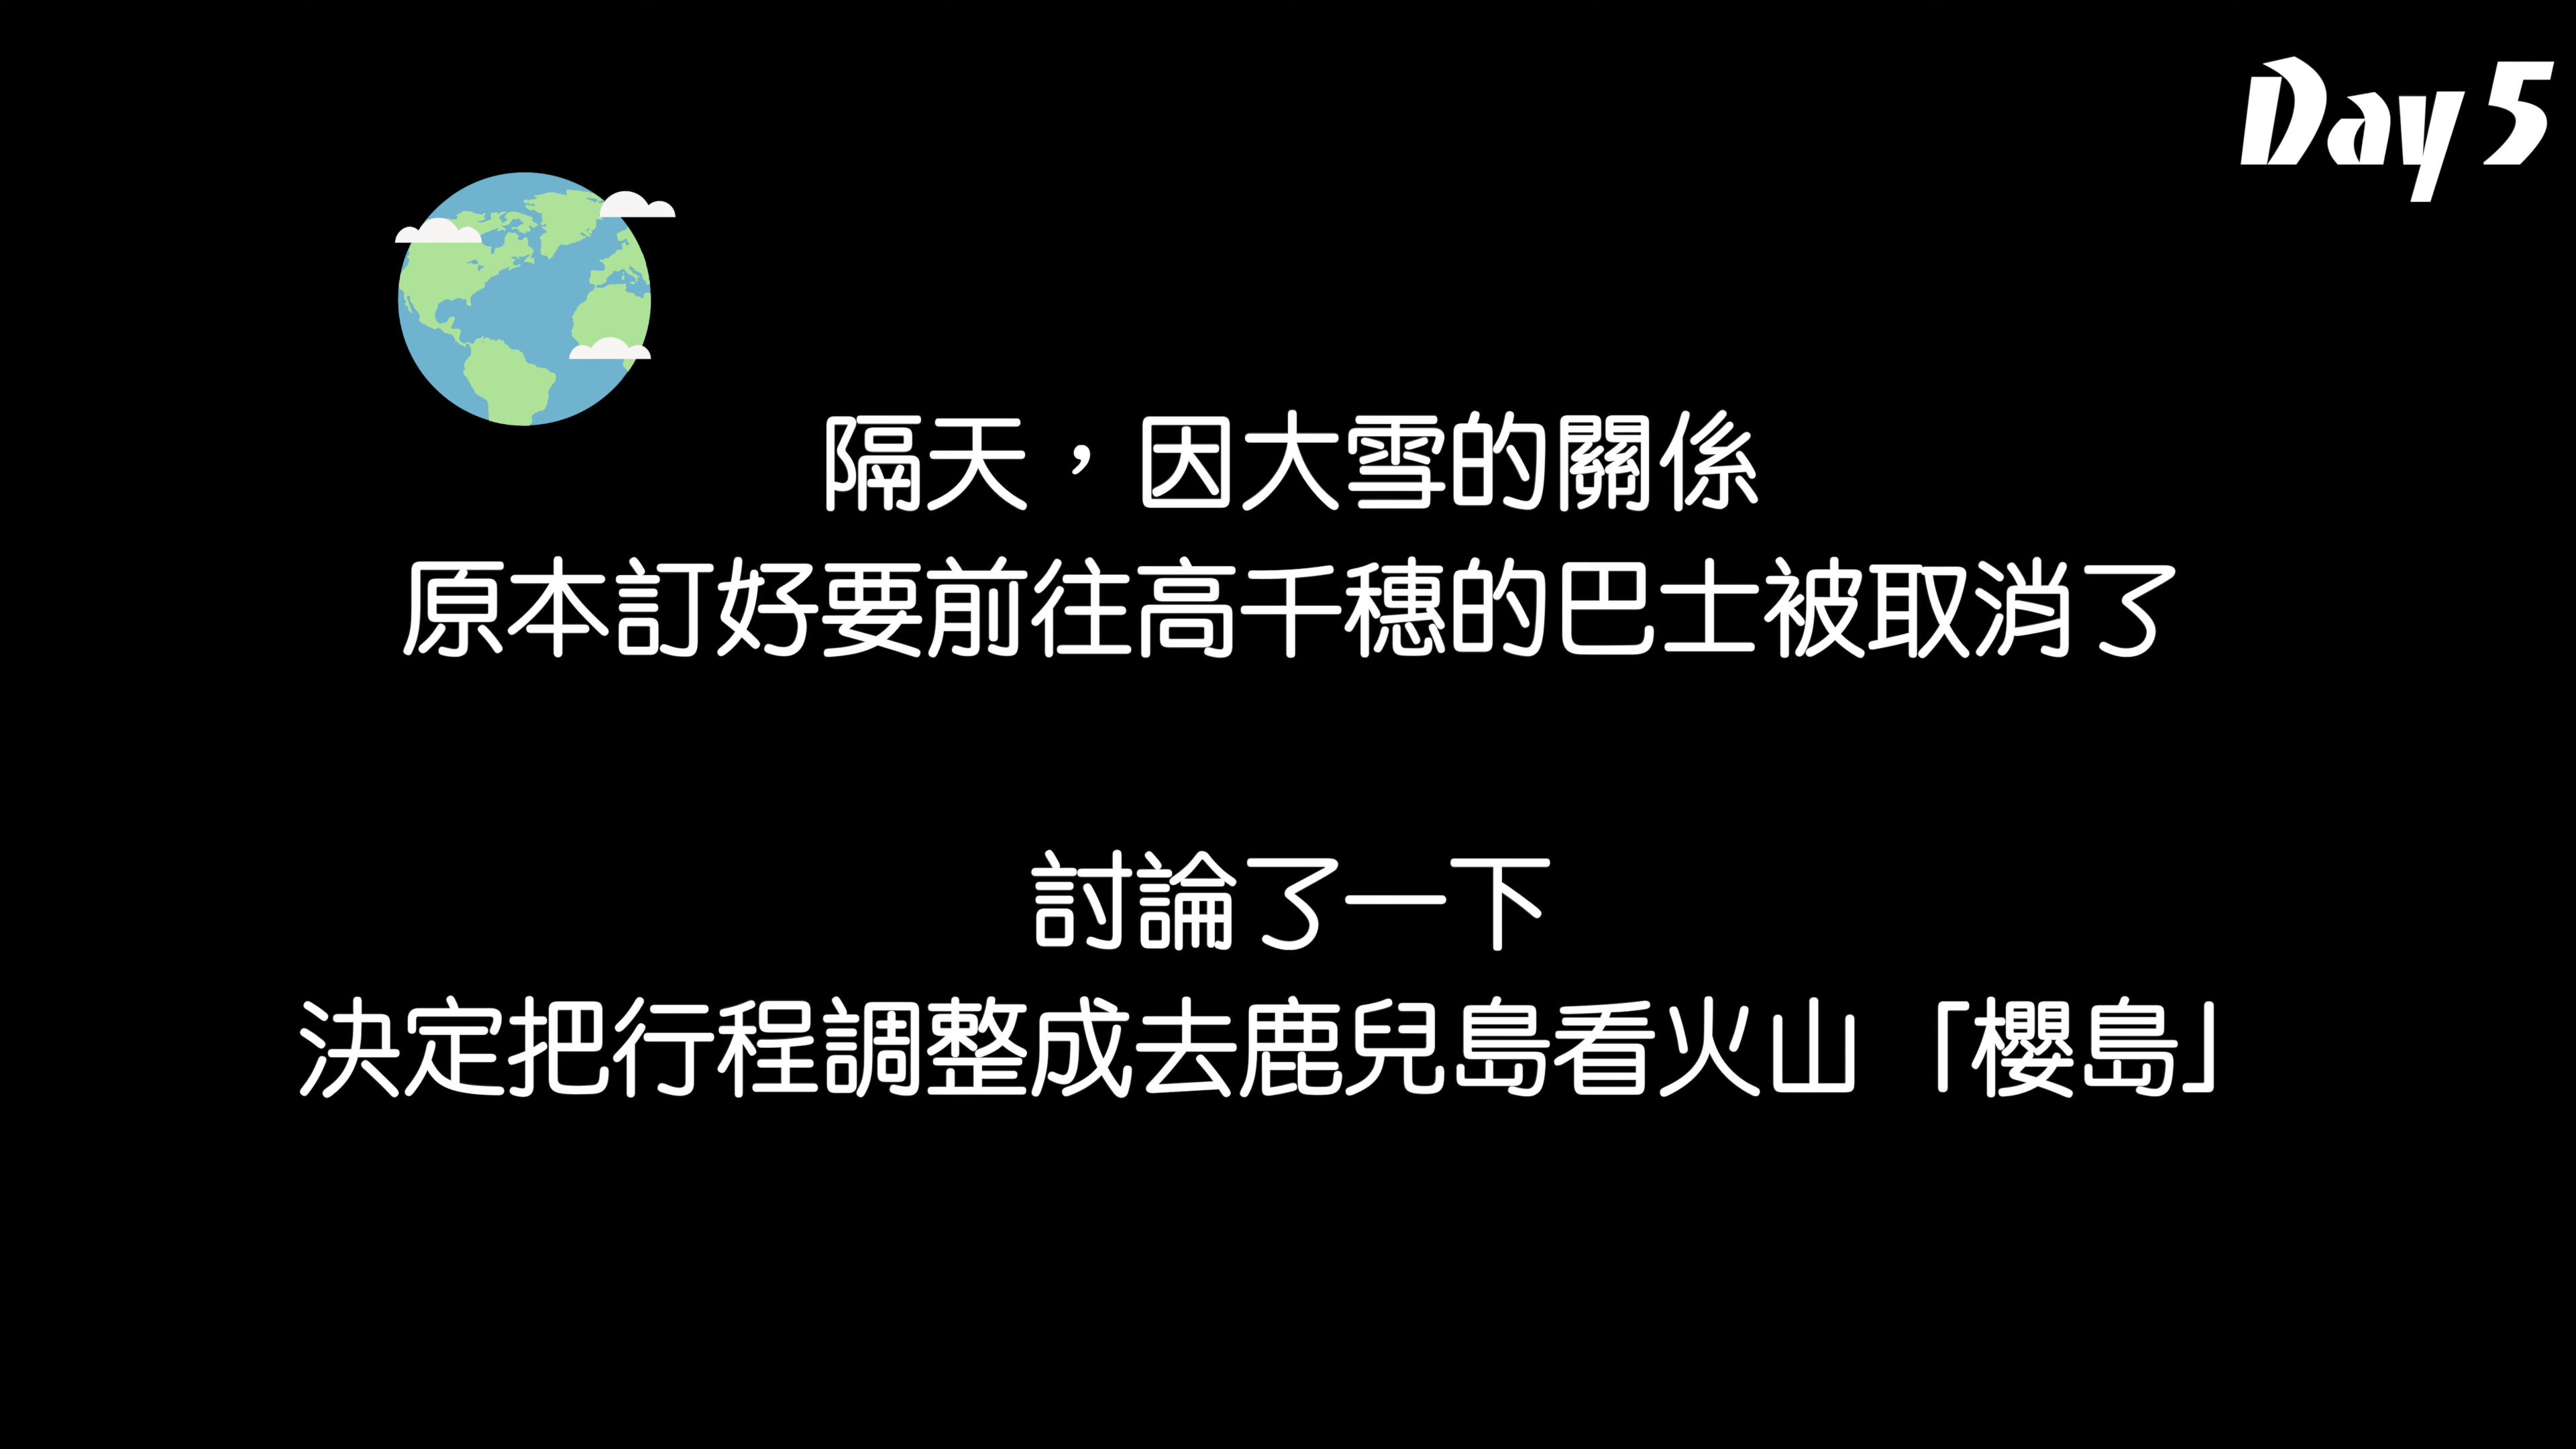 Day 5
隔天，因大雪的關係
原本訂好要前往高千穗的巴士被取消了
討論了一下
決定把行程調整成去鹿兒島看火山「櫻島」